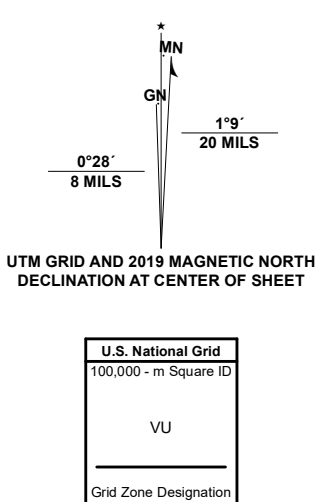 MN
GN
1°9´
20 MILS
0°28´
8 MILS
UTM GRID AND 2019 MAGNETIC NORTH
DECLINATION AT CENTER OF SHEET
U.S. National Grid
100,000 - m Square ID
VU
Grid Zone Designation